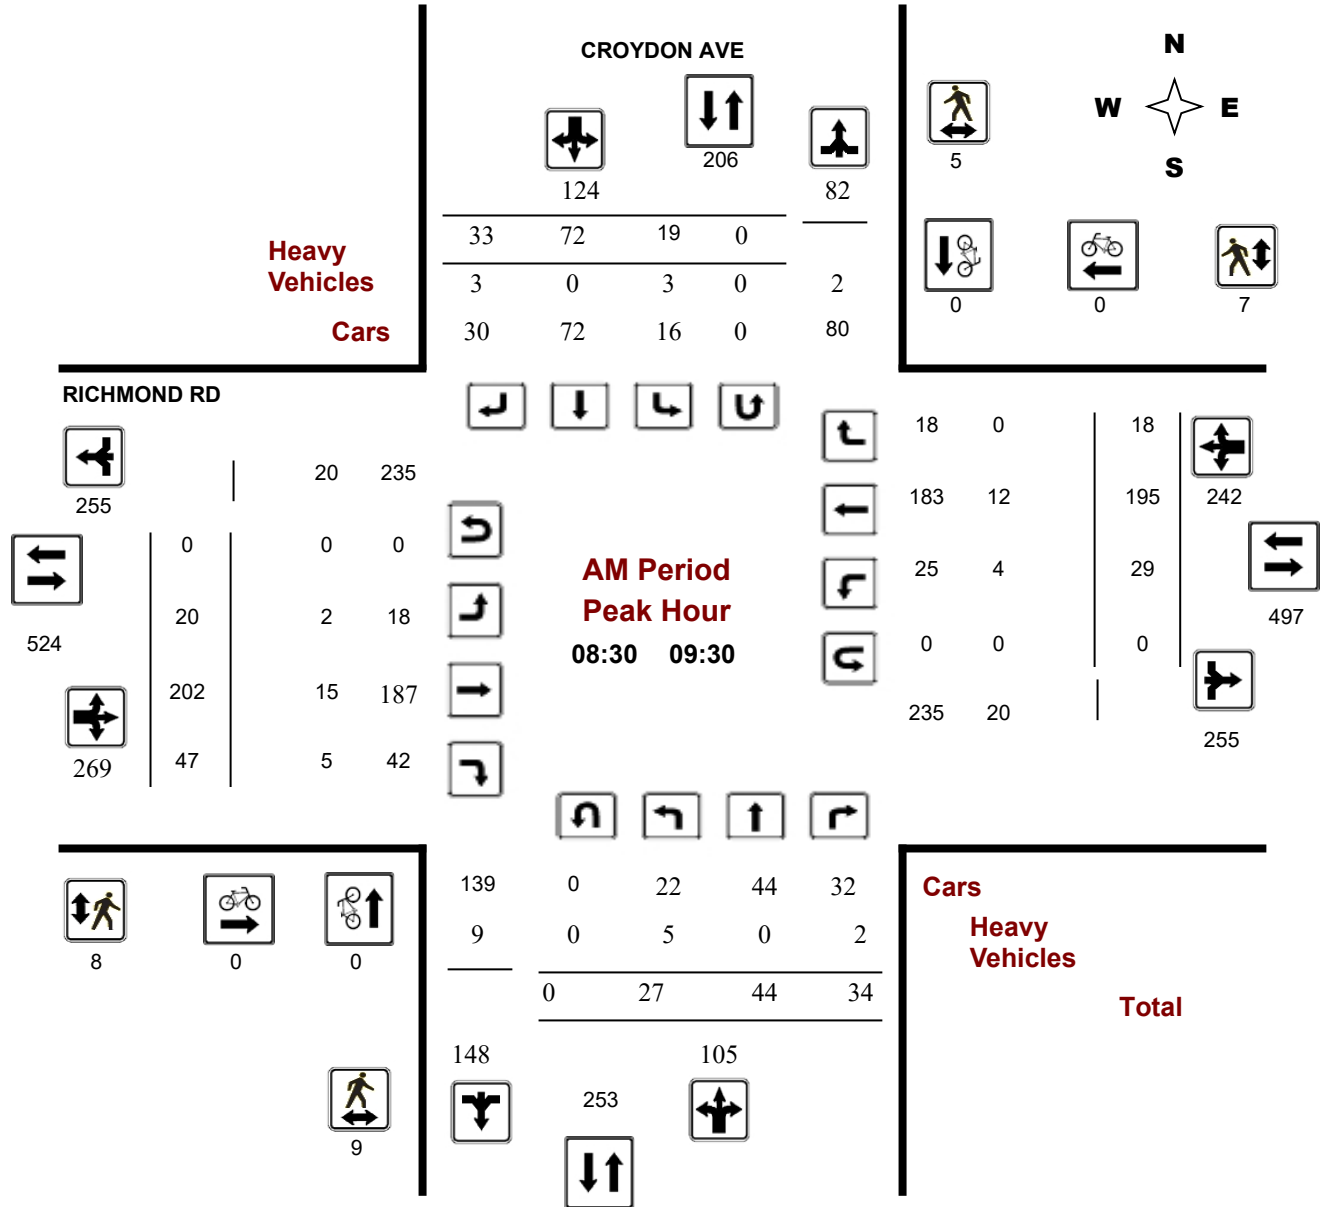 CROYDON AVE
N
W E
S
206
5
124
82
33 72 19 0
Heavy
Vehicles
3 0 3 0 2
0 0 7
Cars
30 72 16 0 80
RICHMOND RD
18 0 18
20 235
255
183 12 195 242
0 0 0
AM Period
25 4 29
20 2 18
Peak Hour
497
524
08:30 09:30
0 0 0
202 15 187
235 20
255
269 47 5 42
139 0 22 44 32
Cars
9 0 5 0 2
Heavy
Vehicles
8 0 0
0 27 44 34
Total
148 105
253
9